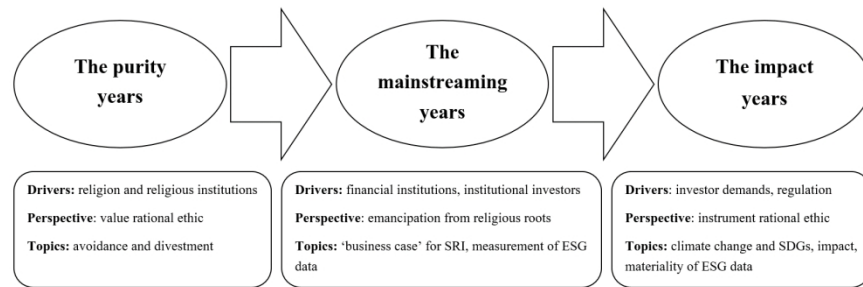 The purity
years
The
mainstreaming
years
The impact
years
Drivers: religion and religious institutions
Perspective: value rational ethic
Topics: avoidance and divestment
Drivers: financial institutions, institutional investors
Perspective: emancipation from religious roots
Topics: ‘business case’ for SRI, measurement of ESG
data
Drivers: investor demands, regulation
Perspective: instrument rational ethic
Topics: climate change and SDGs, impact,
materiality of ESG data